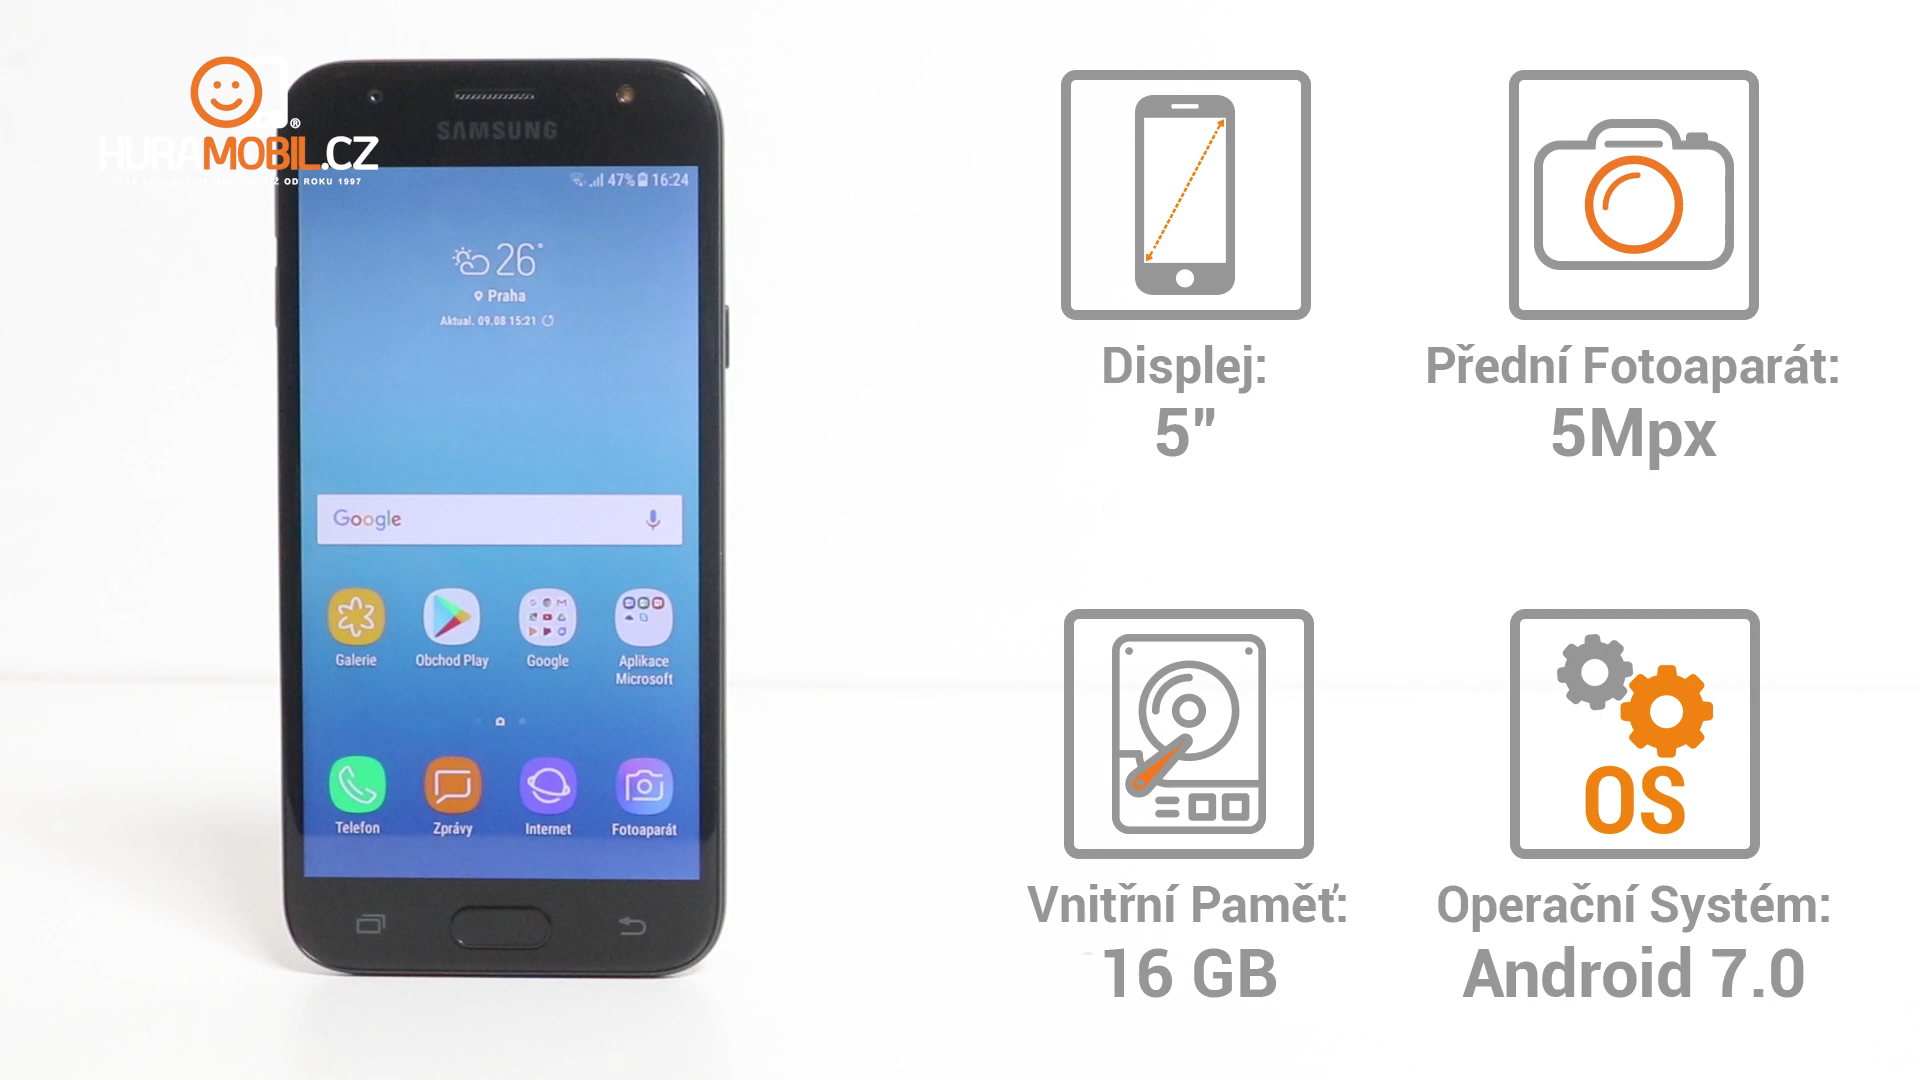 HURAMOBIL.CZ
®
OD ROKU 1997
SAMSUNG
47% 16:24
26°
Praha
Aktual. 09.08 15:21
Google
Galerie
Obchod Play
Google
Aplikace
Microsoft
Telefon
Zprávy
Internet
Fotoaparát
Displej:
5"
Přední Fotoaparát:
5Mpx
Vnitřní Paměť:
16 GB
OS
Operační Systém:
Android 7.0